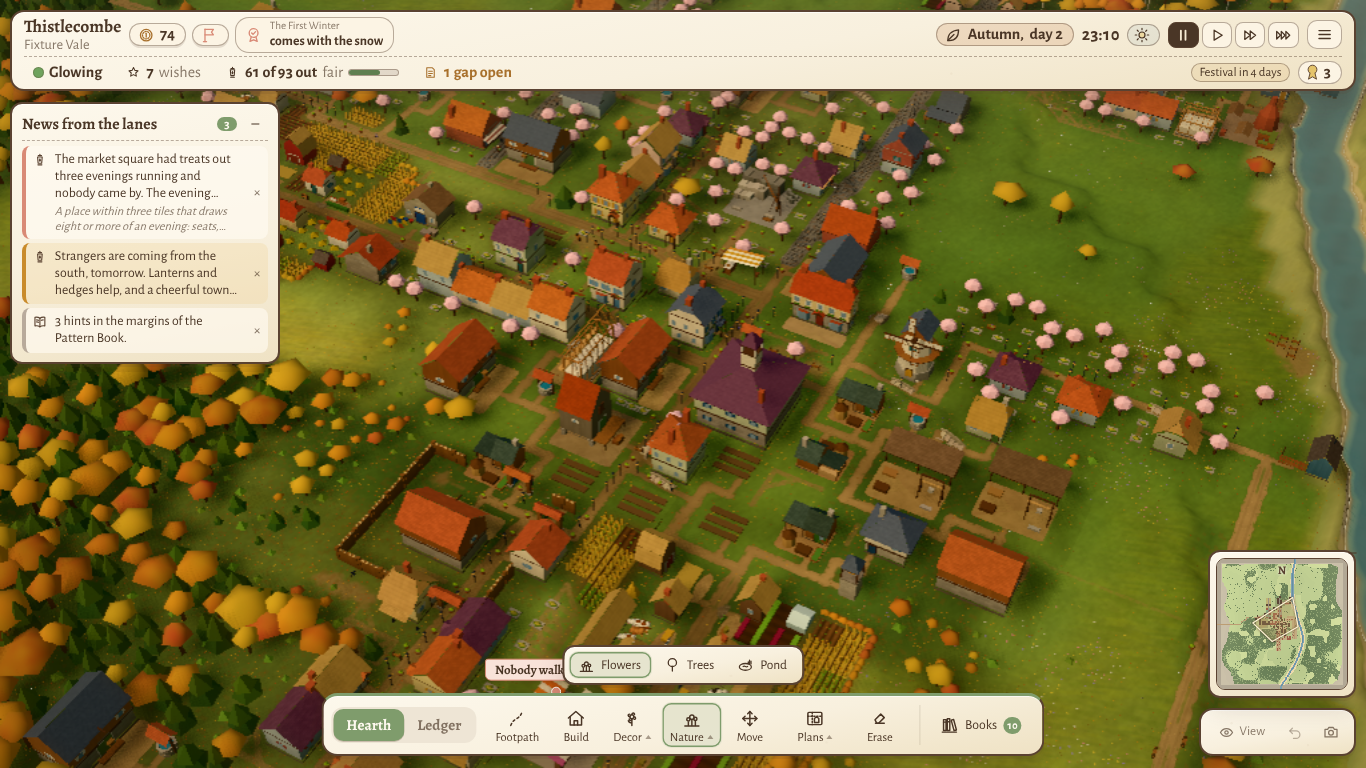 Thistlecombe
Fixture Vale
74
The First Winter
comes with the snow
Autumn, day 2
23:10
Glowing
7 wishes
61 of 93 out fair
1 gap open
Festival in 4 days
3
News from the lanes
3
The market square had treats out
three evenings running and
nobody came by. The evening…
A place within three tiles that draws
eight or more of an evening: seats,…
Strangers are coming from the
south, tomorrow. Lanterns and
hedges help, and a cheerful town…
3 hints in the margins of the
Pattern Book.
N
Nobody walk
Flowers
Trees
Pond
Hearth
Ledger
Footpath
Build
Decor
Nature
Move
Plans
Erase
Books
10
View